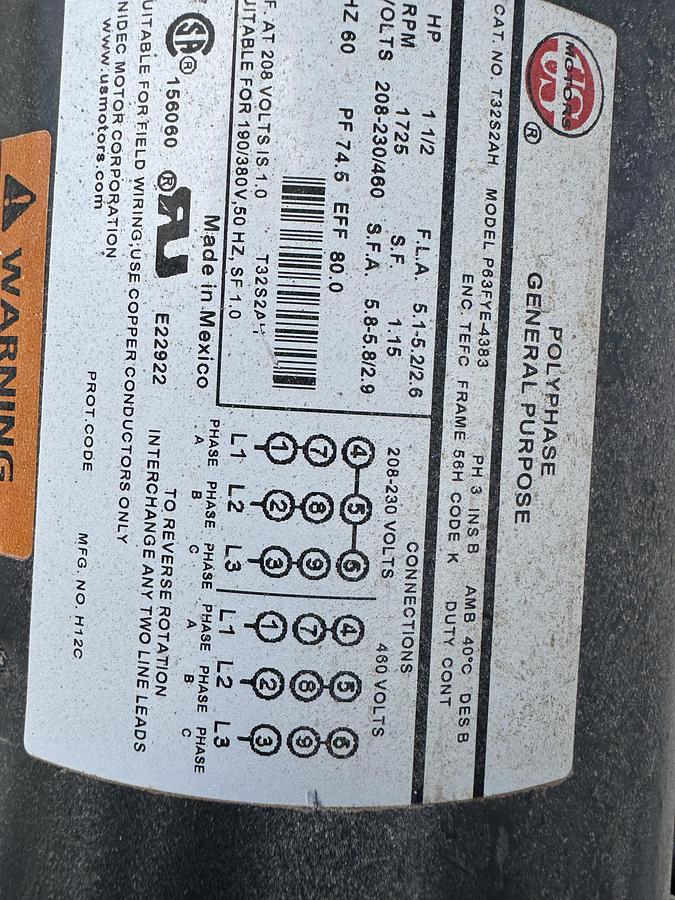 US
MOTORS
®
POLYPHASE
GENERAL PURPOSE
CAT. NO. T32S2AH MODEL P63FYE-4383 PH 3 INS B AMB 40°C DES B
ENC. TEFC FRAME 56H CODE K DUTY CONT
HP 1 1/2 F.L.A. 5.1-5.2/2.6
RPM 1725 S.F. 1.15
VOLTS 208-230/460 S.F.A. 5.8-5.8/2.9
HZ 60 PF 74.5 EFF 80.0
T32S2A
F. AT 208 VOLTS IS 1.0
UITABLE FOR 190/380V,50 HZ, SF 1.0
CONNECTIONS
208-230 VOLTS 460 VOLTS
4 5 6 4 5 6
7 8 9 7 8 9
1 2 3 1 2 3
L1 L2 L3 L1 L2 L3
PHASE PHASE PHASE PHASE PHASE PHASE
A B C A B C
Made in Mexico
SA ® 156060 ® E22922
TO REVERSE ROTATION
INTERCHANGE ANY TWO LINE LEADS
UITABLE FOR FIELD WIRING;USE COPPER CONDUCTORS ONLY
NIDEC MOTOR CORPORATION
www.usmotors.com
PROT.CODE
MFG. NO. H12C
WARNING